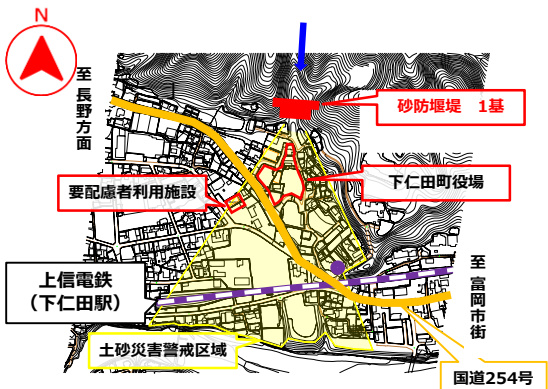 N
至 長野方面
砂防堰堤 1基
要配慮者利用施設
下仁田町役場
上信電鉄
（下仁田駅）
至 富岡市街
土砂災害警戒区域
国道254号